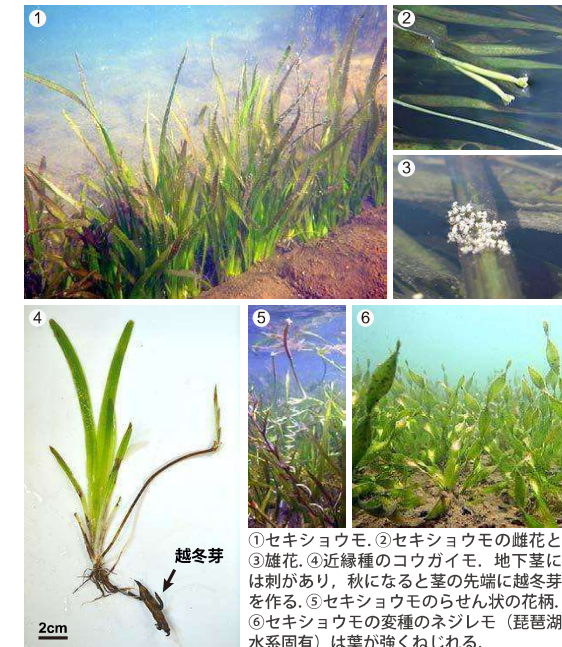 ①
②
③
④
⑤
⑥
越冬芽
2cm
①セキショウモ. ②セキショウモの雌花と
③雄花. ④近縁種のコウガイモ．地下茎に
は刺があり，秋になると茎の先端に越冬芽
を作る. ⑤セキショウモのらせん状の花柄.
⑥セキショウモの変種のネジレモ（琵琶湖
水系固有）は葉が強くねじれる.